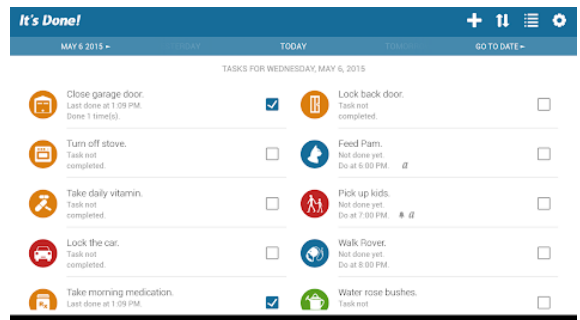 It's Done!
MAY 6 2015
TODAY
GO TO DATE
TASKS FOR WEDNESDAY, MAY 6, 2015
Close garage door.
Last done at 1:09 PM.
Done 1 time(s).
Lock back door.
Task not
completed.
Turn off stove.
Task not
completed.
Feed Pam.
Not done yet.
Do at 6:00 PM. a
Take daily vitamin.
Task not
completed.
Pick up kids.
Not done yet.
Do at 7:00 PM. a
Lock the car.
Task not
completed.
Walk Rover.
Not done yet.
Do at 8:00 PM.
Take morning medication.
Last done at 1:09 PM.
Water rose bushes.
Task not